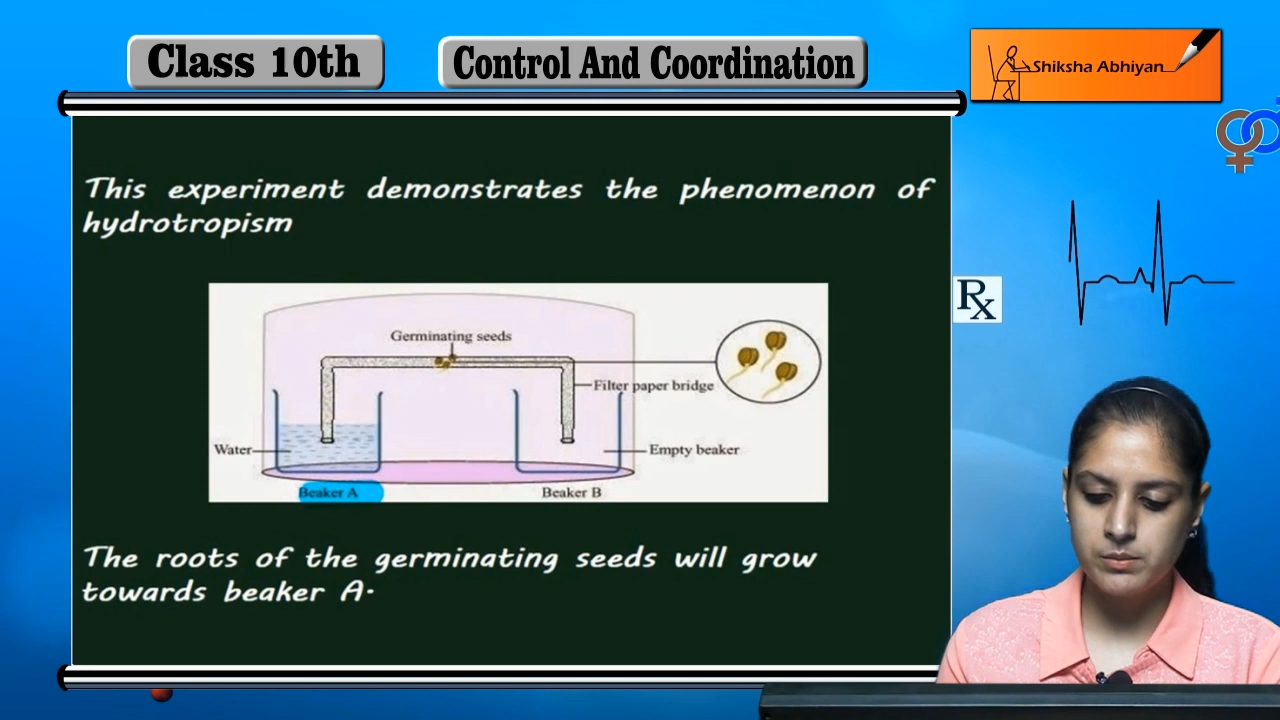 Class 10th
Control And Coordination
Shiksha Abhiyan
This experiment demonstrates the phenomenon of
hydrotropism
Rx
Germinating seeds
Filter paper bridge
Water
Empty beaker
Beaker A
Beaker B
The roots of the germinating seeds will grow
towards beaker A.